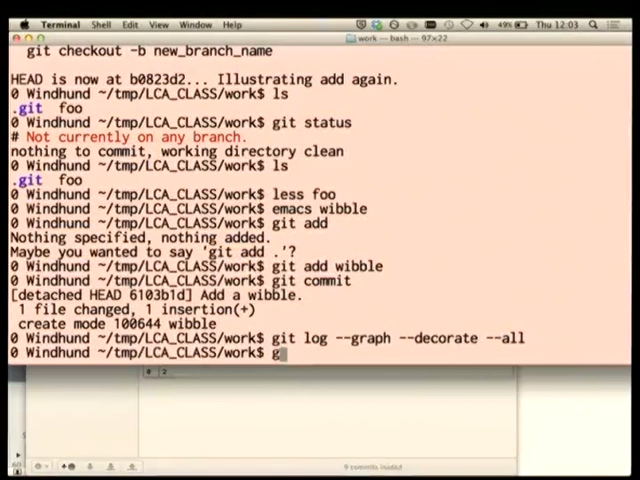 Terminal Shell Edit View Window Help 49% Thu 12:03
work — bash — 97×22
git checkout -b new_branch_name
HEAD is now at b0823d2... Illustrating add again.
0 Windhund ~/tmp/LCA_CLASS/work$ ls
.git foo
0 Windhund ~/tmp/LCA_CLASS/work$ git status
# Not currently on any branch.
nothing to commit, working directory clean
0 Windhund ~/tmp/LCA_CLASS/work$ ls
.git foo
0 Windhund ~/tmp/LCA_CLASS/work$ less foo
0 Windhund ~/tmp/LCA_CLASS/work$ emacs wibble
0 Windhund ~/tmp/LCA_CLASS/work$ git add
Nothing specified, nothing added.
Maybe you wanted to say 'git add .'?
0 Windhund ~/tmp/LCA_CLASS/work$ git add wibble
0 Windhund ~/tmp/LCA_CLASS/work$ git commit
[detached HEAD 6103b1d] Add a wibble.
1 file changed, 1 insertion(+)
create mode 100644 wibble
0 Windhund ~/tmp/LCA_CLASS/work$ git log --graph --decorate --all
0 Windhund ~/tmp/LCA_CLASS/work$ g
9 commits loaded